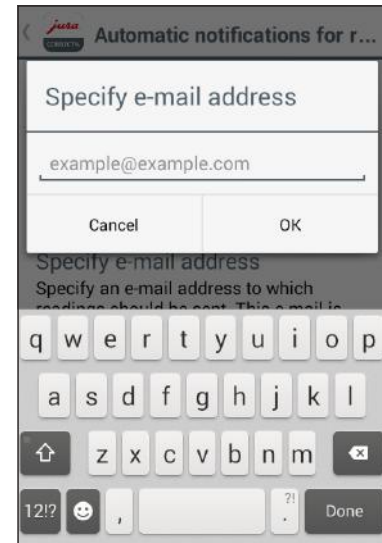 jura
CONNECTIVITY
Automatic notifications for r...
Specify e-mail address
example@example.com
Cancel
OK
Specify e-mail address
Specify an e-mail address to which
readings should be sent. This e-mail is
q w e r t y u i o p
a s d f g h j k l
z x c v b n m
12!? , ?! . Done